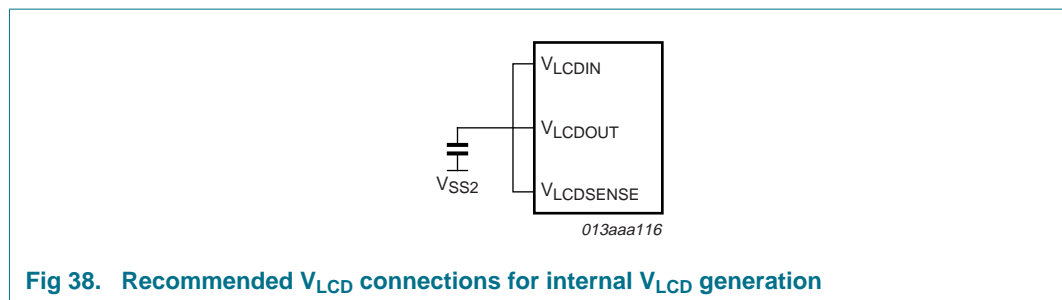 VLCDIN
VLCDOUT
VSS2
VLCDSENSE
013aaa116
Fig 38. Recommended VLCD connections for internal VLCD generation